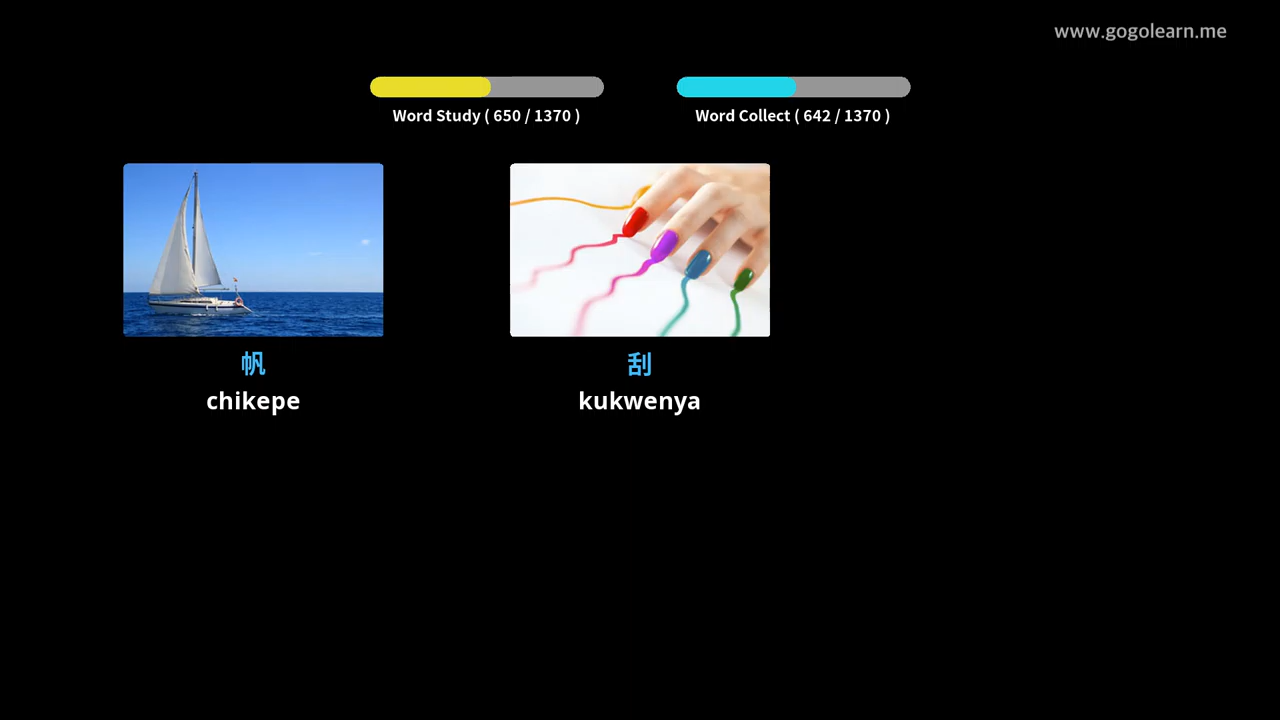 www.gogolearn.me
Word Study ( 650 / 1370 )
Word Collect ( 642 / 1370 )
帆
chikepe
刮
kukwenya